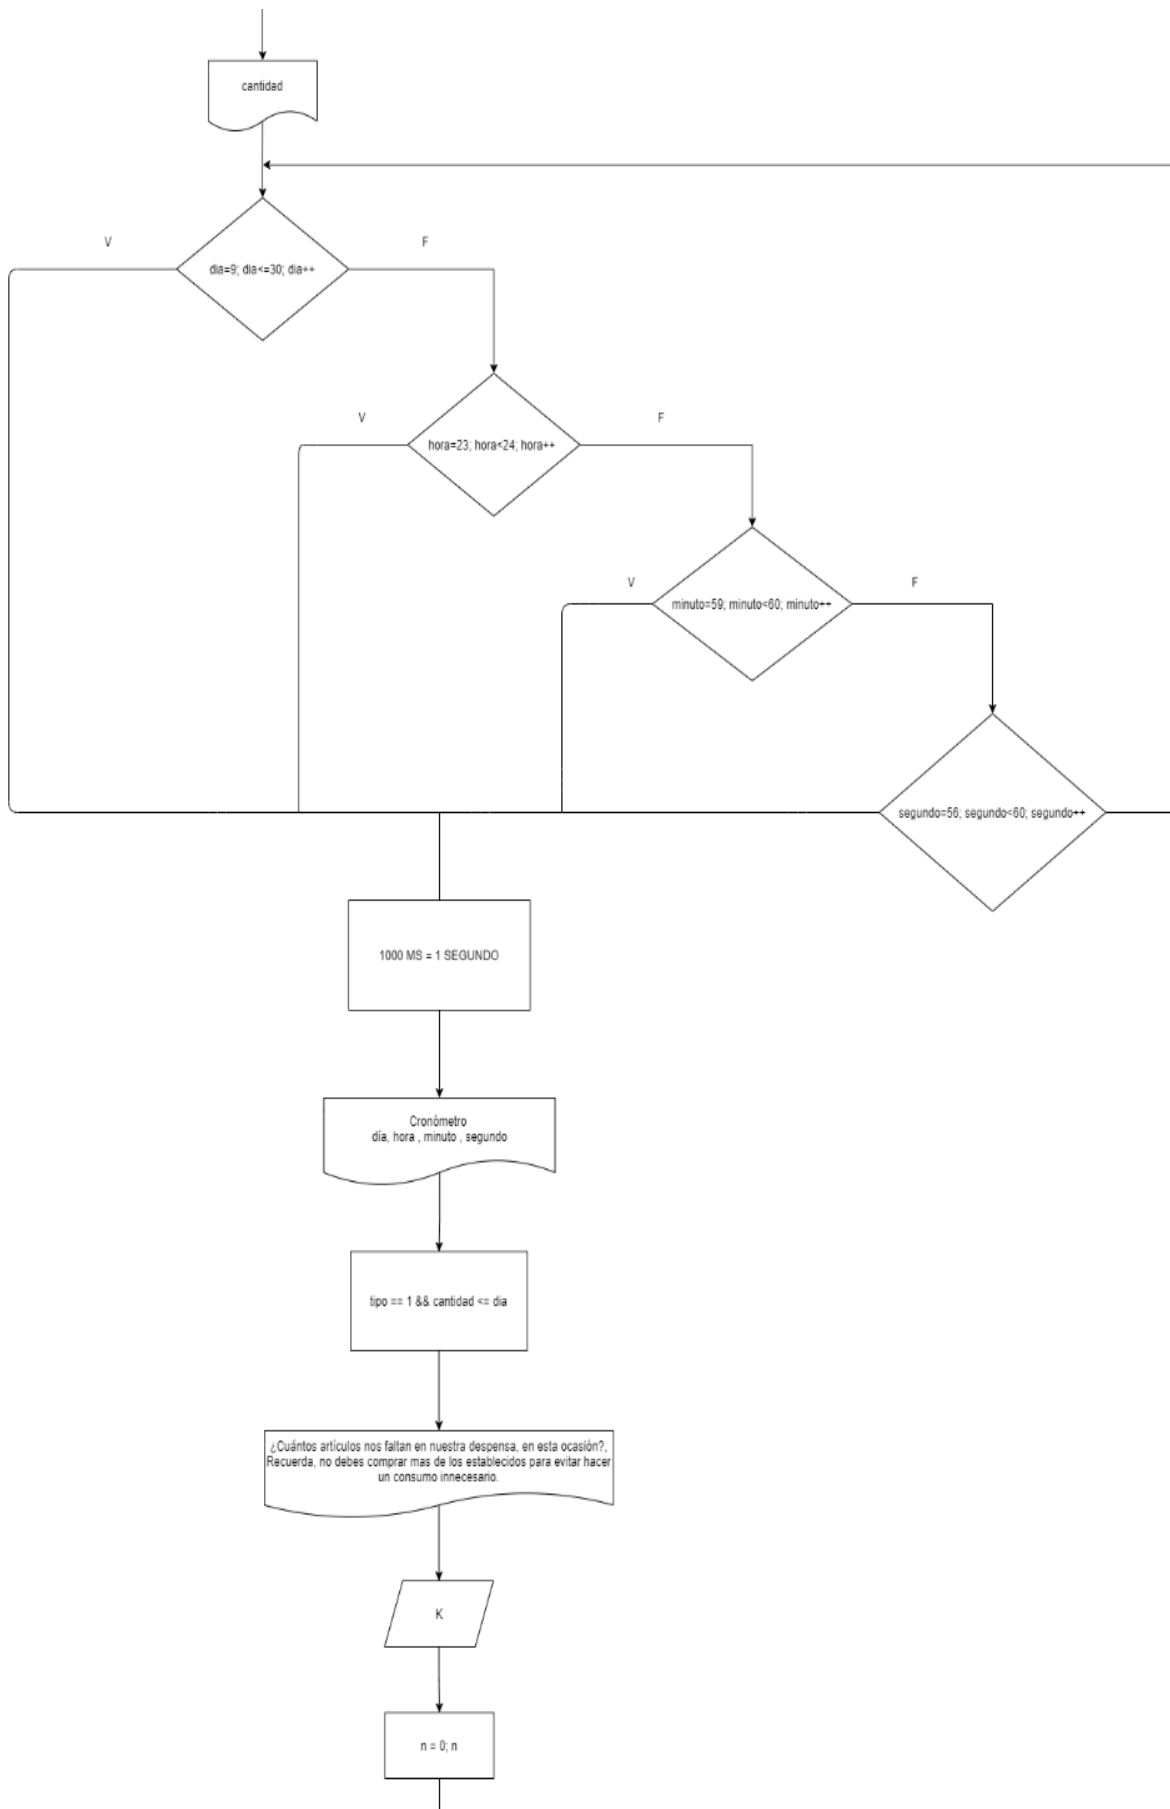 cantidad
V
F
dia=9; dia<=30; dia++
V
F
hora=23; hora<24; hora++
V
F
minuto=59; minuto<60; minuto++
segundo=56; segundo<60; segundo++
1000 MS = 1 SEGUNDO
Cronómetro
día, hora , minuto , segundo
tipo == 1 && cantidad <= dia
¿Cuántos artículos nos faltan en nuestra despensa, en esta ocasión?,
Recuerda, no debes comprar mas de los establecidos para evitar hacer
un consumo innecesario.
K
n = 0; n